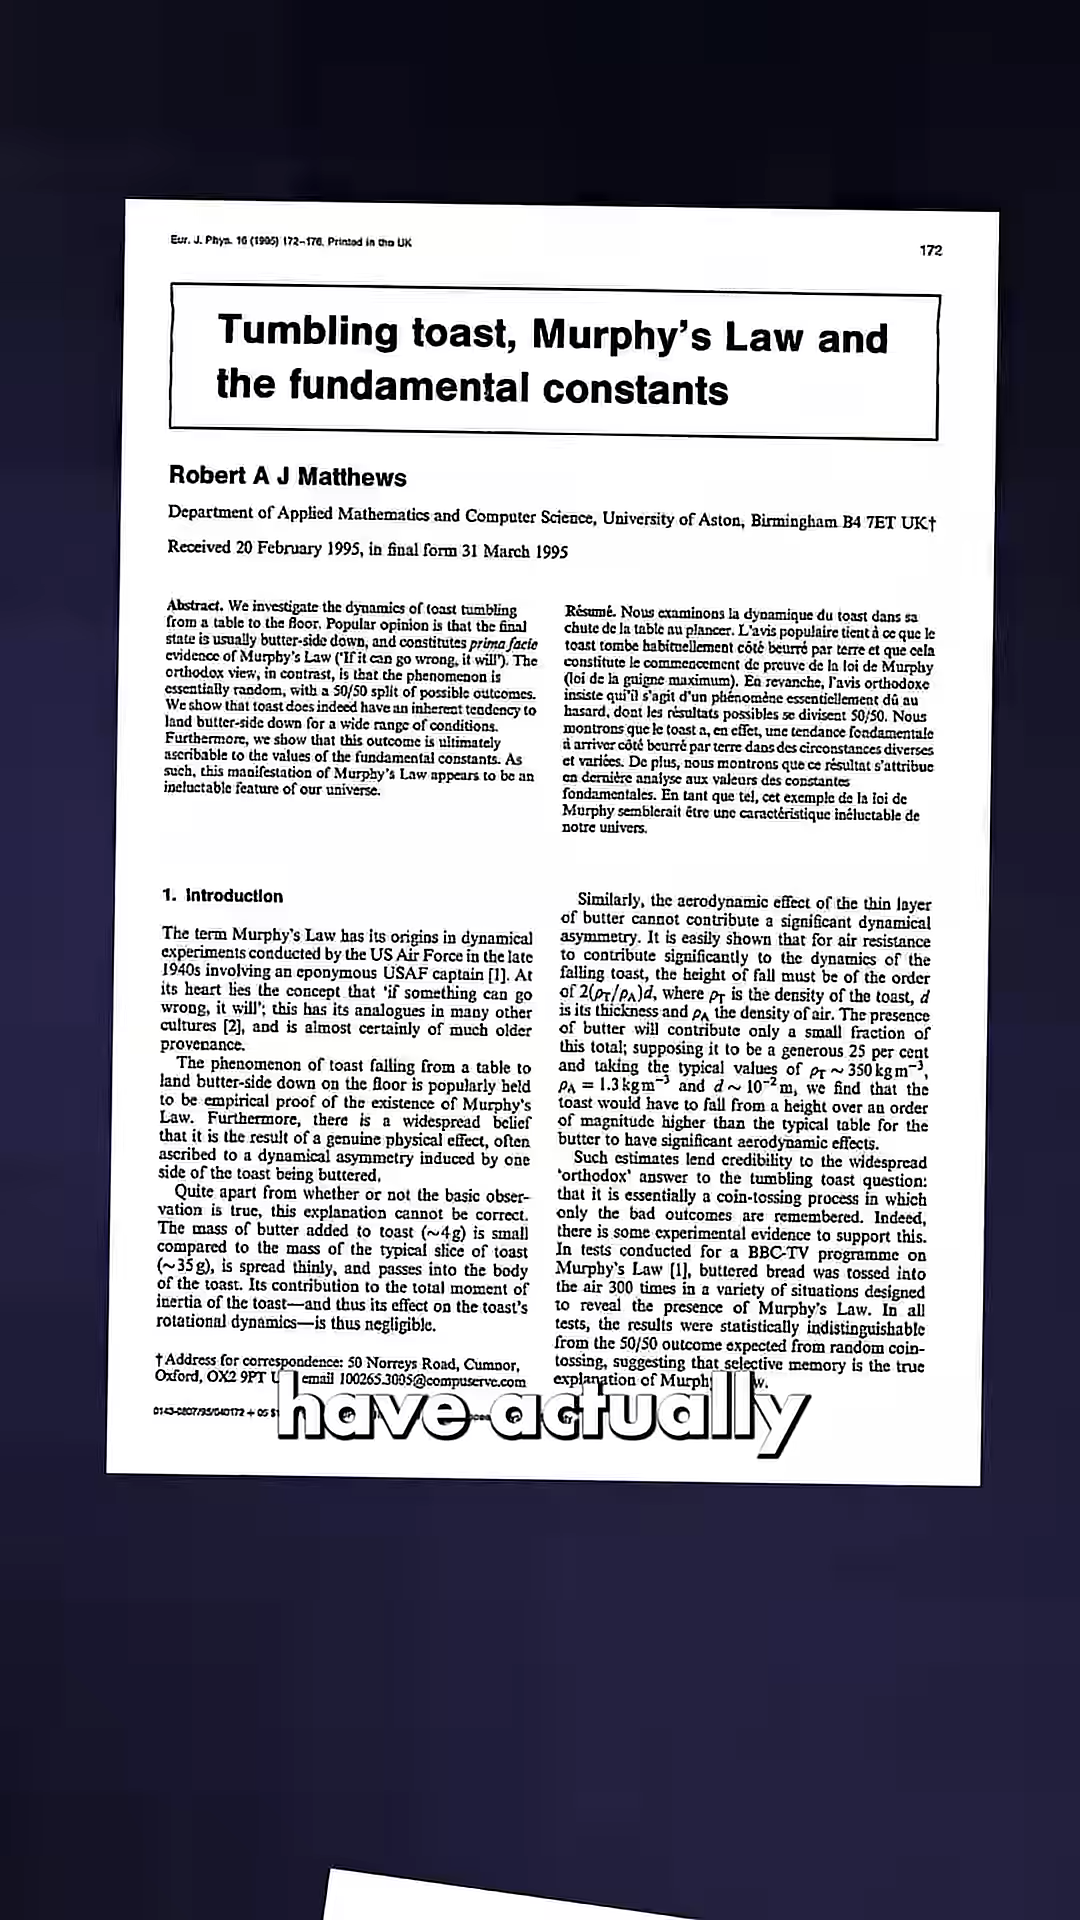 Eur. J. Phys. 16 (1995) 172–176. Printed in the UK
172
Tumbling toast, Murphy's Law and
the fundamental constants
Robert A J Matthews
Department of Applied Mathematics and Computer Science, University of Aston, Birmingham B4 7ET UK†
Received 20 February 1995, in final form 31 March 1995
Abstract. We investigate the dynamics of toast tumbling
from a table to the floor. Popular opinion is that the final
state is usually butter-side down, and constitutes prima facie
evidence of Murphy's Law ('If it can go wrong, it will'). The
orthodox view, in contrast, is that the phenomenon is
essentially random, with a 50/50 split of possible outcomes.
We show that toast does indeed have an inherent tendency to
land butter-side down for a wide range of conditions.
Furthermore, we show that this outcome is ultimately
ascribable to the values of the fundamental constants. As
such, this manifestation of Murphy's Law appears to be an
ineluctable feature of our universe.
Résumé. Nous examinons la dynamique du toast dans sa
chute de la table au plancer. L'avis populaire tient à ce que le
toast tombe habituellement côté beurré par terre et que cela
constitute le commencement de preuve de la loi de Murphy
(loi de la guigne maximum). En revanche, l'avis orthodoxe
insiste qu'il s'agit d'un phénomène essentiellement dû au
hasard, dont les résultats possibles se divisent 50/50. Nous
montrons que le toast a, en effet, une tendance fondamentale
à arriver côté beurré par terre dans des circonstances diverses
et variées. De plus, nous montrons que ce résultat s'attribue
en dernière analyse aux valeurs des constantes
fondamentales. En tant que tel, cet exemple de la loi de
Murphy semblerait être une caractéristique inéluctable de
notre univers.
1. Introduction
The term Murphy's Law has its origins in dynamical
experiments conducted by the US Air Force in the late
1940s involving an eponymous USAF captain [1]. At
its heart lies the concept that 'if something can go
wrong, it will'; this has its analogues in many other
cultures [2], and is almost certainly of much older
provenance.
The phenomenon of toast falling from a table to
land butter-side down on the floor is popularly held
to be empirical proof of the existence of Murphy's
Law. Furthermore, there is a widespread belief
that it is the result of a genuine physical effect, often
ascribed to a dynamical asymmetry induced by one
side of the toast being buttered.
Quite apart from whether or not the basic obser-
vation is true, this explanation cannot be correct.
The mass of butter added to toast (~4g) is small
compared to the mass of the typical slice of toast
(~35g), is spread thinly, and passes into the body
of the toast. Its contribution to the total moment of
inertia of the toast—and thus its effect on the toast's
rotational dynamics—is thus negligible.
† Address for correspondence: 50 Norreys Road, Cumnor,
Oxford, OX2 9PT email 100265.3005@compuserve.com
0143-0807/95/040172 + 05
Similarly, the aerodynamic effect of the thin layer
of butter cannot contribute a significant dynamical
asymmetry. It is easily shown that for air resistance
to contribute significantly to the dynamics of the
falling toast, the height of fall must be of the order
of 2(ρT/ρA)d, where ρT is the density of the toast, d
is its thickness and ρA the density of air. The presence
of butter will contribute only a small fraction of
this total; supposing it to be a generous 25 per cent
and taking the typical values of ρT ~ 350 kg m⁻³,
ρA = 1.3 kg m⁻³ and d ~ 10⁻² m, we find that the
toast would have to fall from a height over an order
of magnitude higher than the typical table for the
butter to have significant aerodynamic effects.
Such estimates lend credibility to the widespread
'orthodox' answer to the tumbling toast question:
that it is essentially a coin-tossing process in which
only the bad outcomes are remembered. Indeed,
there is some experimental evidence to support this.
In tests conducted for a BBC-TV programme on
Murphy's Law [1], buttered bread was tossed into
the air 300 times in a variety of situations designed
to reveal the presence of Murphy's Law. In all
tests, the results were statistically indistinguishable
from the 50/50 outcome expected from random coin-
tossing, suggesting that selective memory is the true
explanation of
have actually